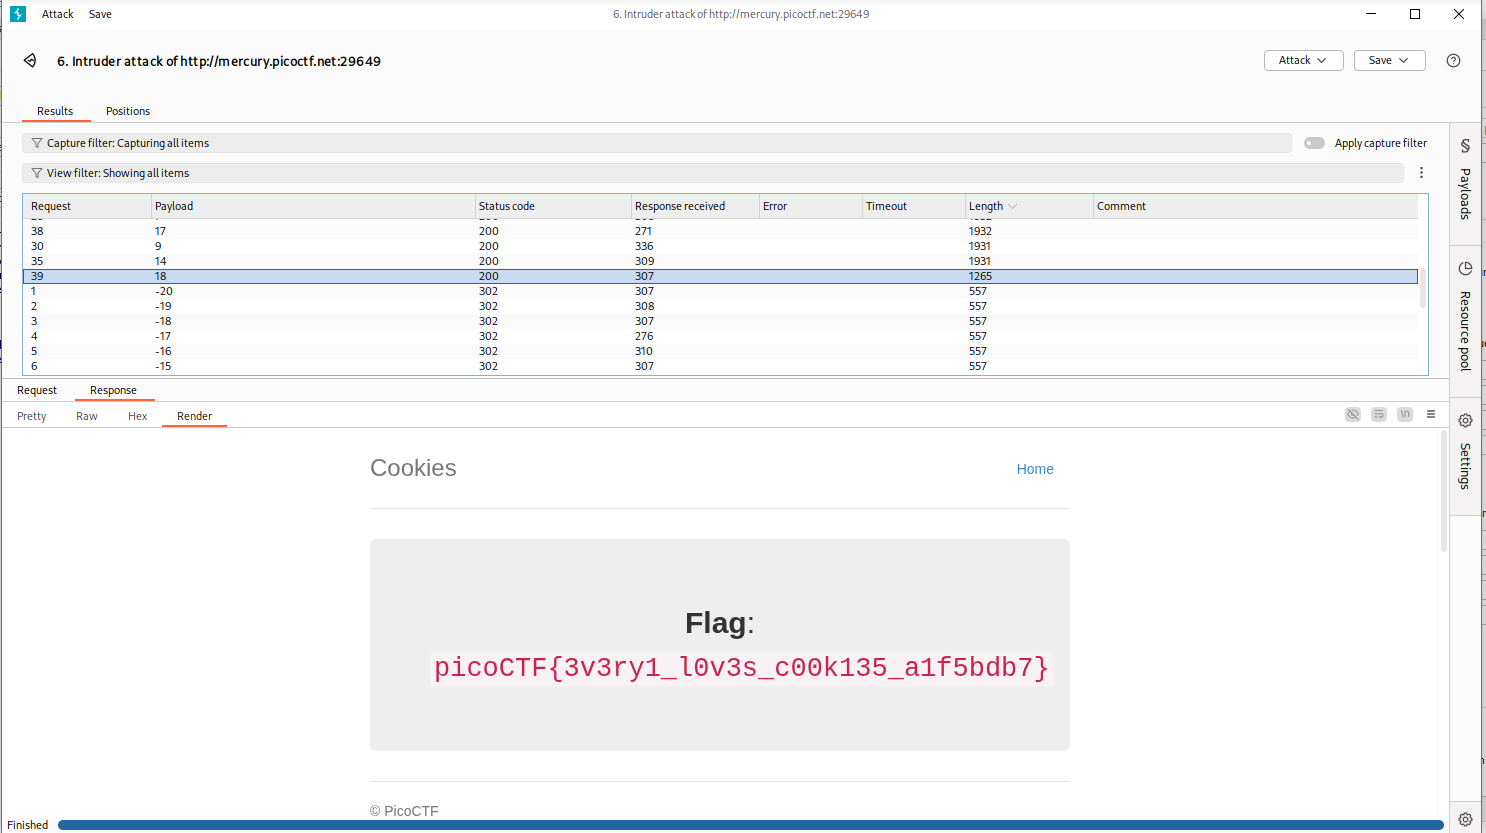 Attack Save 6. Intruder attack of http://mercury.picoctf.net:29649
6. Intruder attack of http://mercury.picoctf.net:29649 Attack Save
Results Positions
Capture filter: Capturing all items Apply capture filter
View filter: Showing all items
Request Payload Status code Response received Error Timeout Length Comment
38 17 200 271 1932
30 9 200 336 1931
35 14 200 309 1931
39 18 200 307 1265
1 -20 302 307 557
2 -19 302 308 557
3 -18 302 307 557
4 -17 302 276 557
5 -16 302 310 557
6 -15 302 307 557
Request Response
Pretty Raw Hex Render \n
Cookies Home
Flag:
picoCTF{3v3ry1_l0v3s_c00k135_a1f5bdb7}
© PicoCTF
Finished
Payloads
Resource pool
Settings